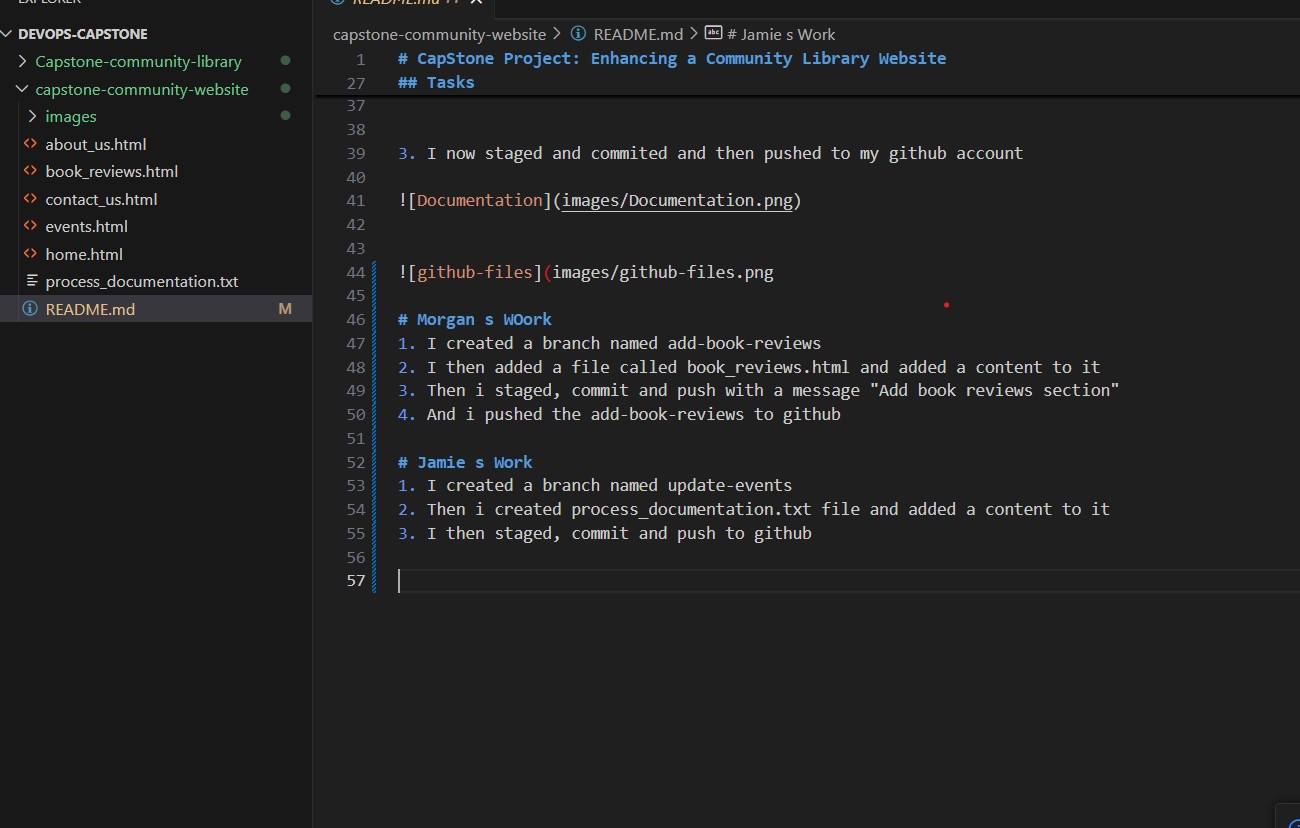 EXPLORER
DEVOPS-CAPSTONE
Capstone-community-library
capstone-community-website
images
about_us.html
book_reviews.html
contact_us.html
events.html
home.html
process_documentation.txt
README.md M
README.md
capstone-community-website > README.md > # Jamie s Work
1 # CapStone Project: Enhancing a Community Library Website
27 ## Tasks
37
38
39 3. I now staged and commited and then pushed to my github account
40
41 ![Documentation](images/Documentation.png)
42
43
44 ![github-files](images/github-files.png
45
46 # Morgan s WOork
47 1. I created a branch named add-book-reviews
48 2. I then added a file called book_reviews.html and added a content to it
49 3. Then i staged, commit and push with a message "Add book reviews section"
50 4. And i pushed the add-book-reviews to github
51
52 # Jamie s Work
53 1. I created a branch named update-events
54 2. Then i created process_documentation.txt file and added a content to it
55 3. I then staged, commit and push to github
56
57